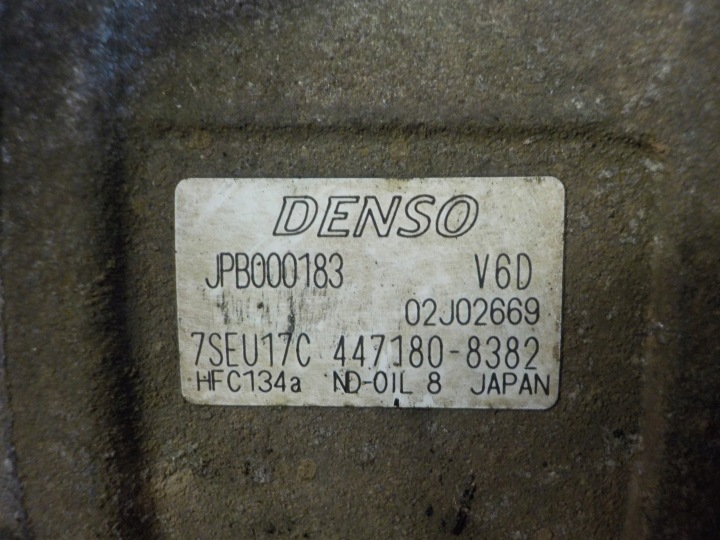 DENSO
JPB000183 V6D
02J02669
7SEU17C 447180-8382
HFC134a ND-OIL 8 JAPAN